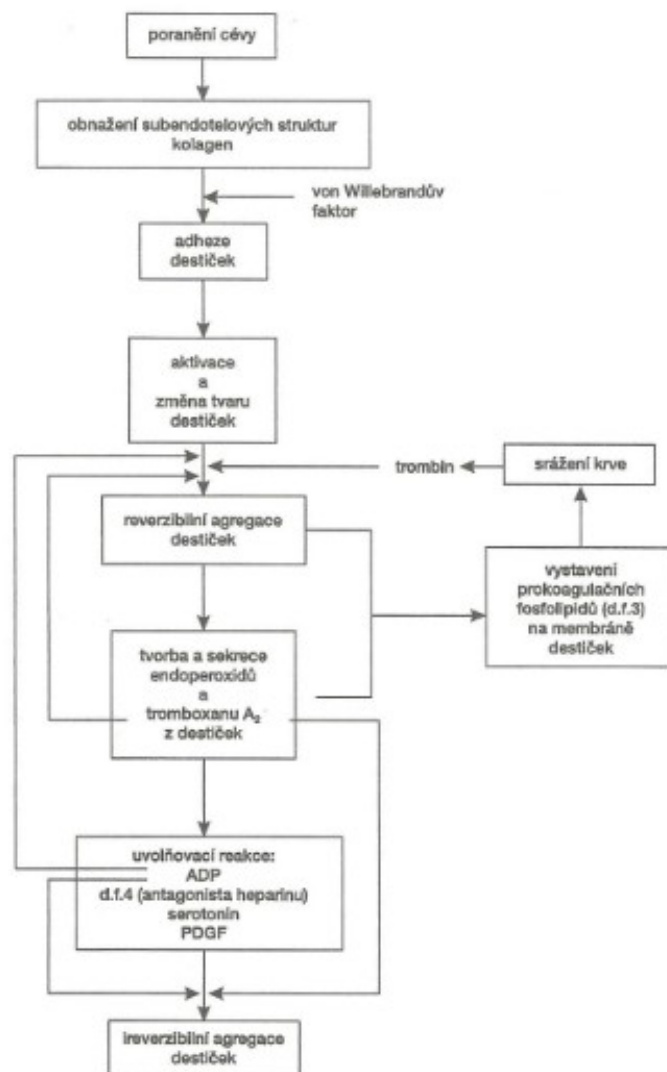 poranění cévy
obnažení subendotelových struktur
kolagen
von Willebrandův
faktor
adheze
destiček
aktivace
a
změna tvaru
destiček
trombin
srážení krve
reverzibilní agregace
destiček
vystavení
prokoagulačních
fosfolipidů (d.f.3)
na membráně
destiček
tvorba a sekrece
endoperoxidů
a
tromboxanu A₂
z destiček
uvolňovací reakce:
ADP
d.f.4 (antagonista heparinu)
serotonin
PDGF
ireverzibilní agregace
destiček